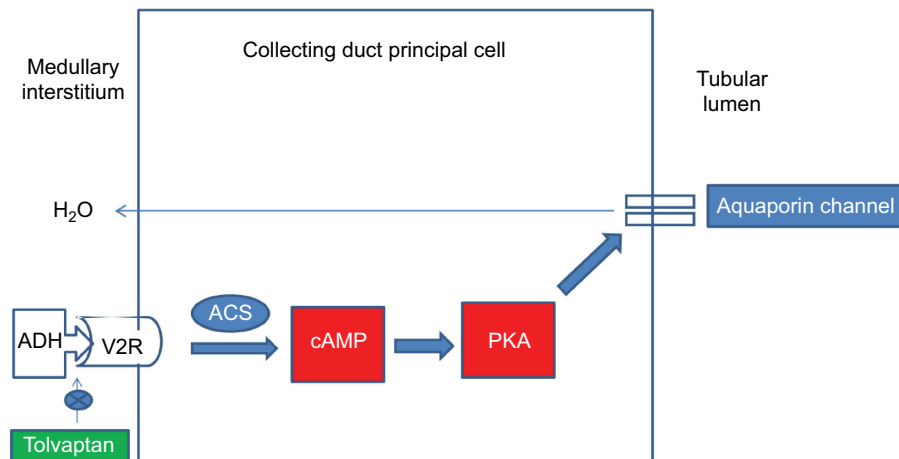 Collecting duct principal cell
Medullary
interstitium
Tubular
lumen
H₂O
Aquaporin channel
ACS
ADH
V2R
cAMP
PKA
Tolvaptan